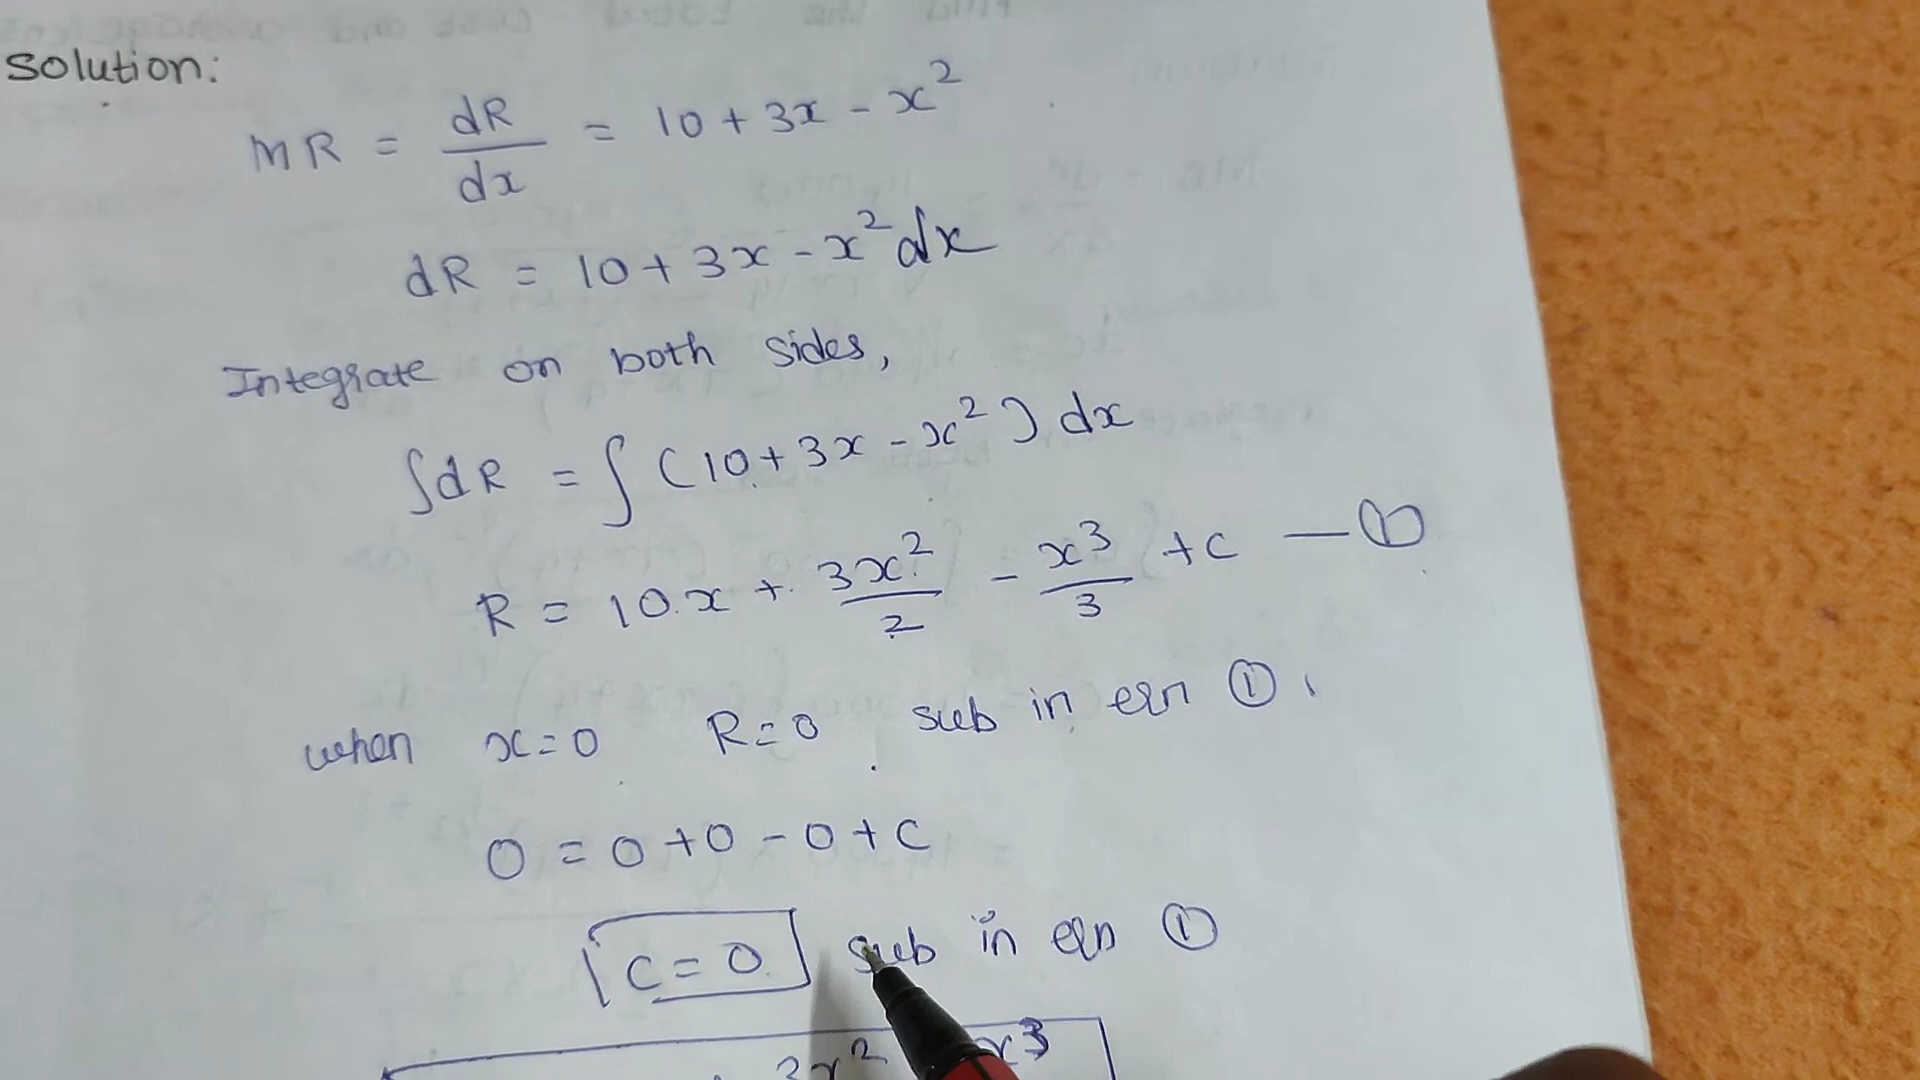 Solution:
MR = dR/dx = 10 + 3x - x²
dR = 10 + 3x - x² dx
Integrate on both sides,
∫dR = ∫ (10 + 3x - x²) dx
R = 10x + 3x²/2 - x³/3 + c — ①
when x=0 R=0 sub in eqn ①,
0 = 0 + 0 - 0 + c
c = 0 sub in eqn ①
3x² x³